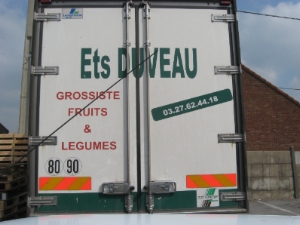 Ets DUVEAU
GROSSISTE
FRUITS
&
LEGUMES
03.27.62.44.18
80 90